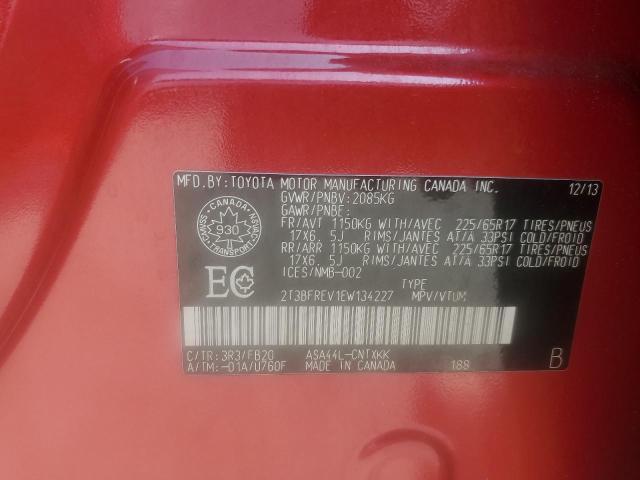 MFD.BY:TOYOTA MOTOR MANUFACTURING CANADA INC. 12/13
GVWR/PNBV:2085KG
GAWR/PNBE:
FR/AVT 1150KG WITH/AVEC 225/65R17 TIRES/PNEUS
17X6.5J RIMS/JANTES AT/A 33PSI COLD/FROID
RR/ARR 1150KG WITH/AVEC 225/65R17 TIRES/PNEUS
17X6.5J RIMS/JANTES AT/A 33PSI COLD/FROID
ICES/NMB-002
TYPE
2T3BFREV1EW134227 MPV/VTUM
CANADA
930
TRANSPORT
EC
C/TR:3R3/FB20 ASA44L-CNTXKK
A/TM:-01A/U760F MADE IN CANADA 188 B